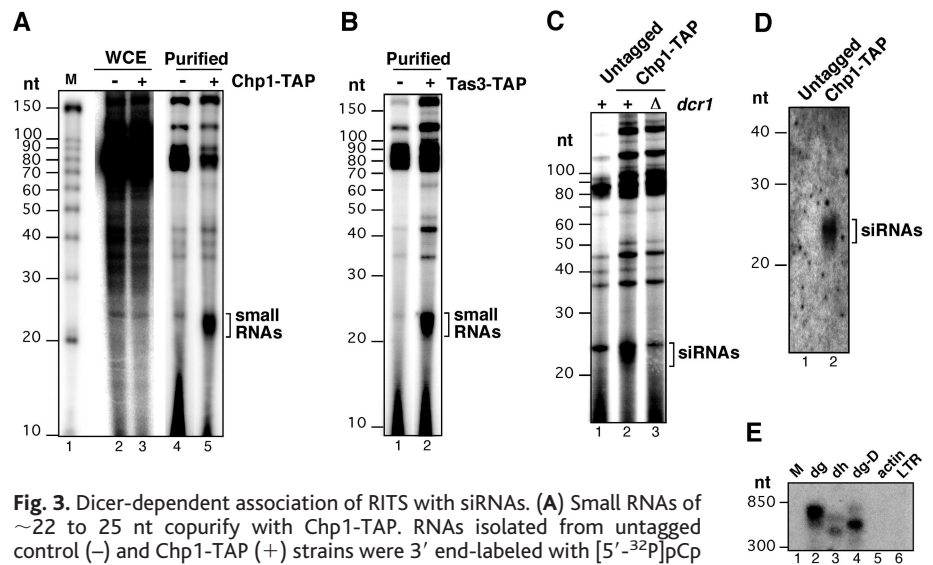 A
WCE Purified
nt M - + - + Chp1-TAP
150
100
90
80
70
60
50
40
30
20
10
small
RNAs
1 2 3 4 5
B
Purified
nt - + Tas3-TAP
150
100
90
80
70
60
50
40
30
20
10
small
RNAs
1 2
C
Untagged
Chp1-TAP
+ + Δ dcr1
nt
100
80
60
50
40
30
20
siRNAs
1 2 3
D
Untagged
Chp1-TAP
nt
40
30
20
siRNAs
1 2
E
M dg dh dg-D actin LTR
nt
850
300
1 2 3 4 5 6
Fig. 3. Dicer-dependent association of RITS with siRNAs. (A) Small RNAs of
~22 to 25 nt copurify with Chp1-TAP. RNAs isolated from untagged
control (–) and Chp1-TAP (+) strains were 3′ end-labeled with [5′-³²P]pCp